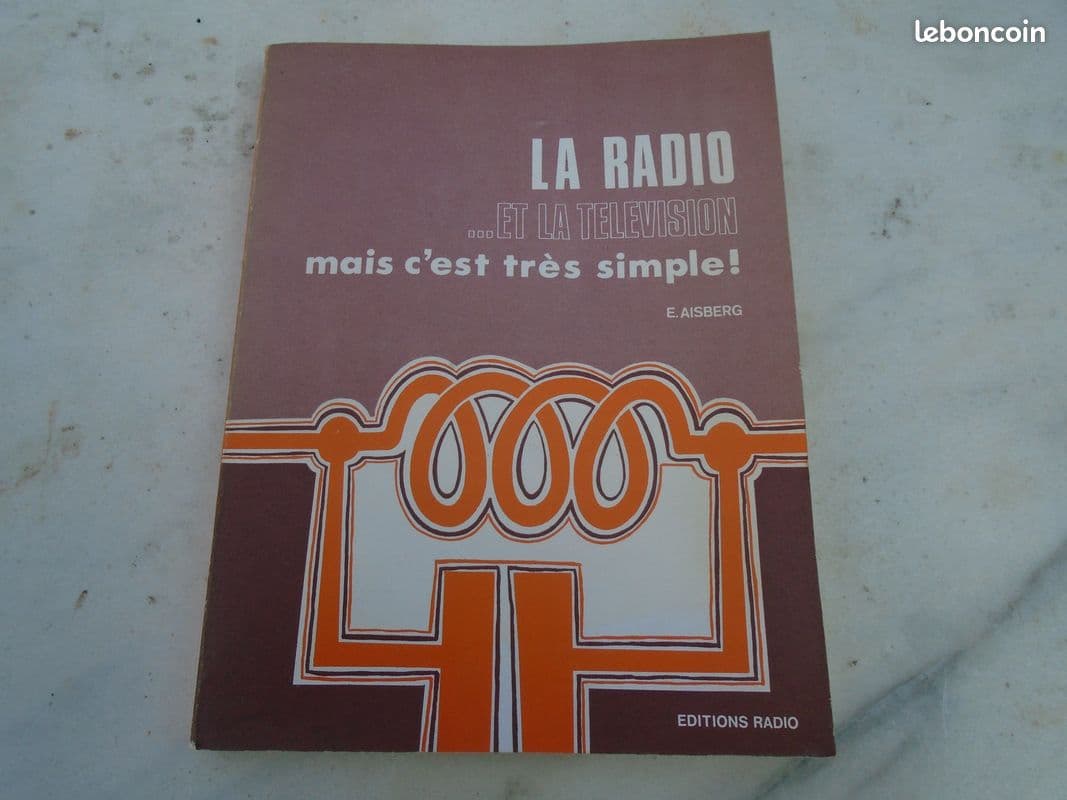 leboncoin
LA RADIO
...ET LA TELEVISION
mais c'est très simple!
E. AISBERG
EDITIONS RADIO